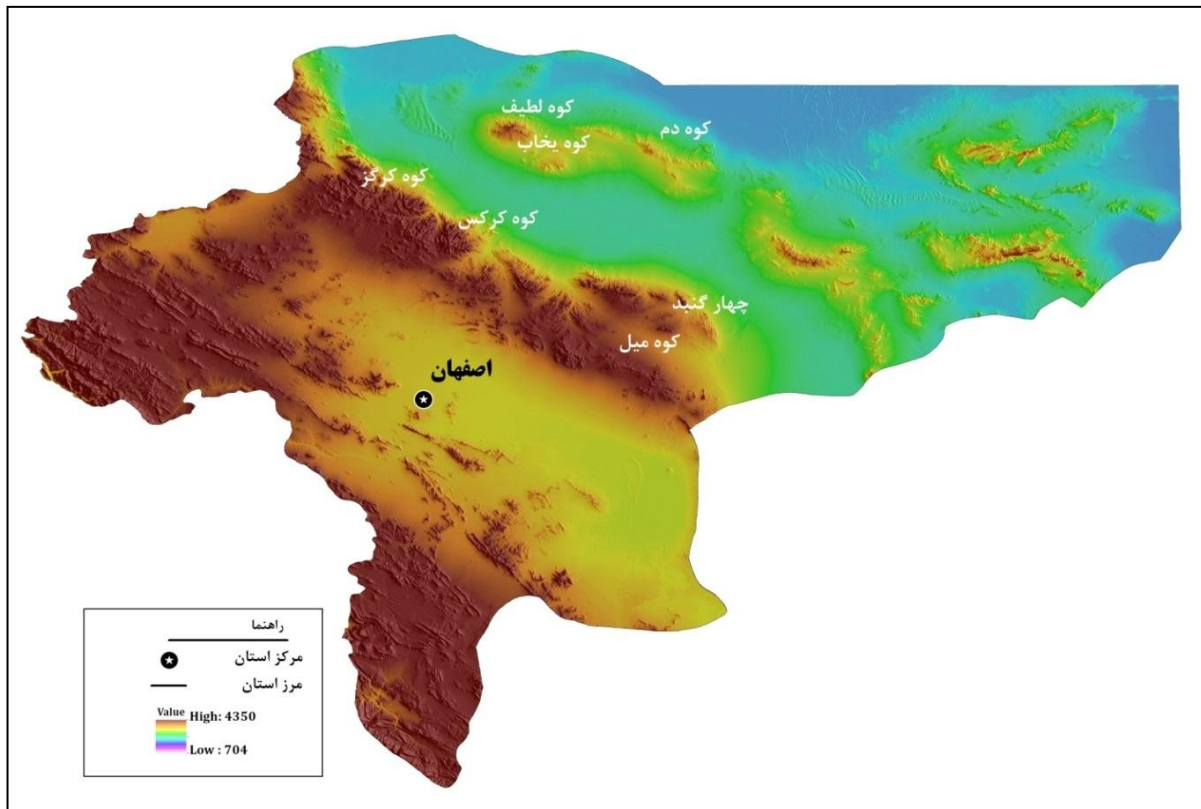 کوه لطیف
کوه دم
کوه یخاب
کوه کرگز
کوه کرکس
چهار گنبد
کوه میل
اصفهان
راهنما
مرکز استان
مرز استان
Value
High: 4350
Low : 704